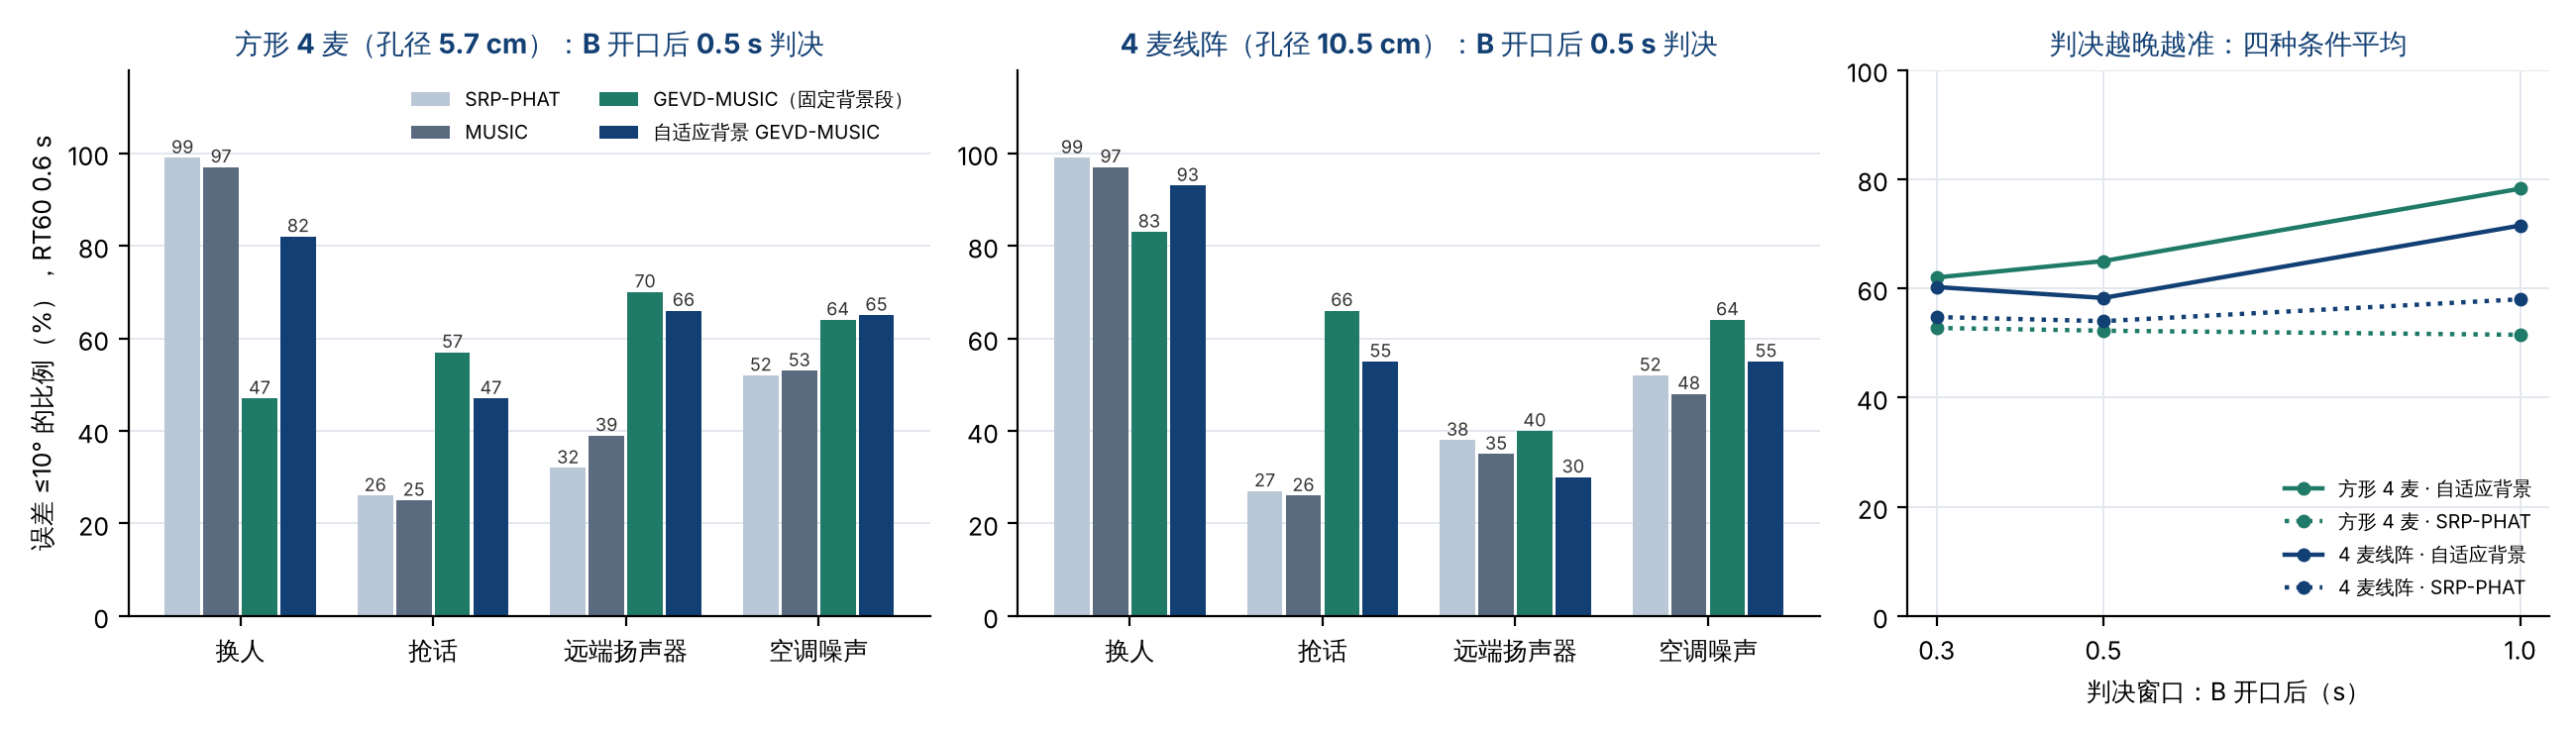 方形 4 麦（孔径 5.7 cm）：B 开口后 0.5 s 判决
误差 ≤10° 的比例（%），RT60 0.6 s
SRP-PHAT
MUSIC
GEVD-MUSIC（固定背景段）
自适应背景 GEVD-MUSIC
100
80
60
40
20
0
99
97
47
82
26
25
57
47
32
39
70
66
52
53
64
65
换人
抢话
远端扬声器
空调噪声
4 麦线阵（孔径 10.5 cm）：B 开口后 0.5 s 判决
100
80
60
40
20
0
99
97
83
93
27
26
66
55
38
35
40
30
52
48
64
55
换人
抢话
远端扬声器
空调噪声
判决越晚越准：四种条件平均
100
80
60
40
20
0
方形 4 麦 · 自适应背景
方形 4 麦 · SRP-PHAT
4 麦线阵 · 自适应背景
4 麦线阵 · SRP-PHAT
0.3
0.5
1.0
判决窗口：B 开口后（s）